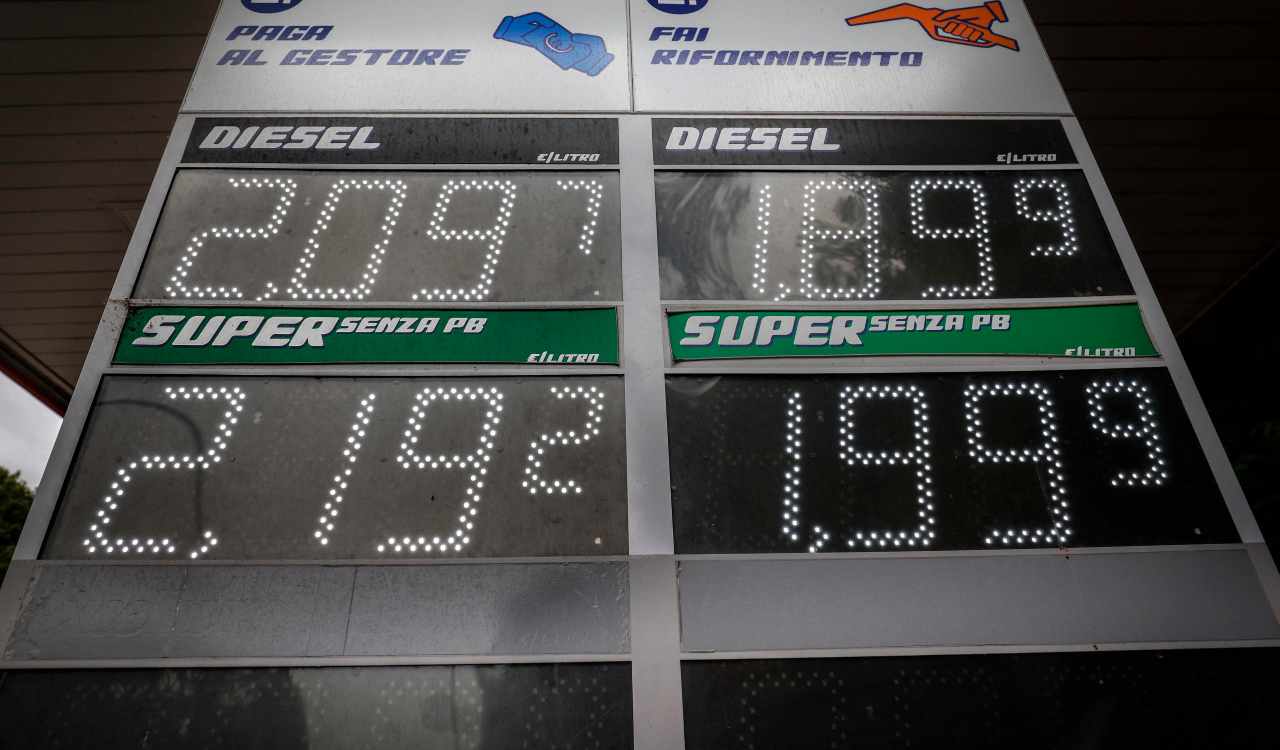 PAGA
AL GESTORE
FAI
RIFORNIMENTO
DIESEL
€/LITRO
DIESEL
€/LITRO
2,097
1,899
SUPER SENZA PB
€/LITRO
SUPER SENZA PB
€/LITRO
2,192
1,999